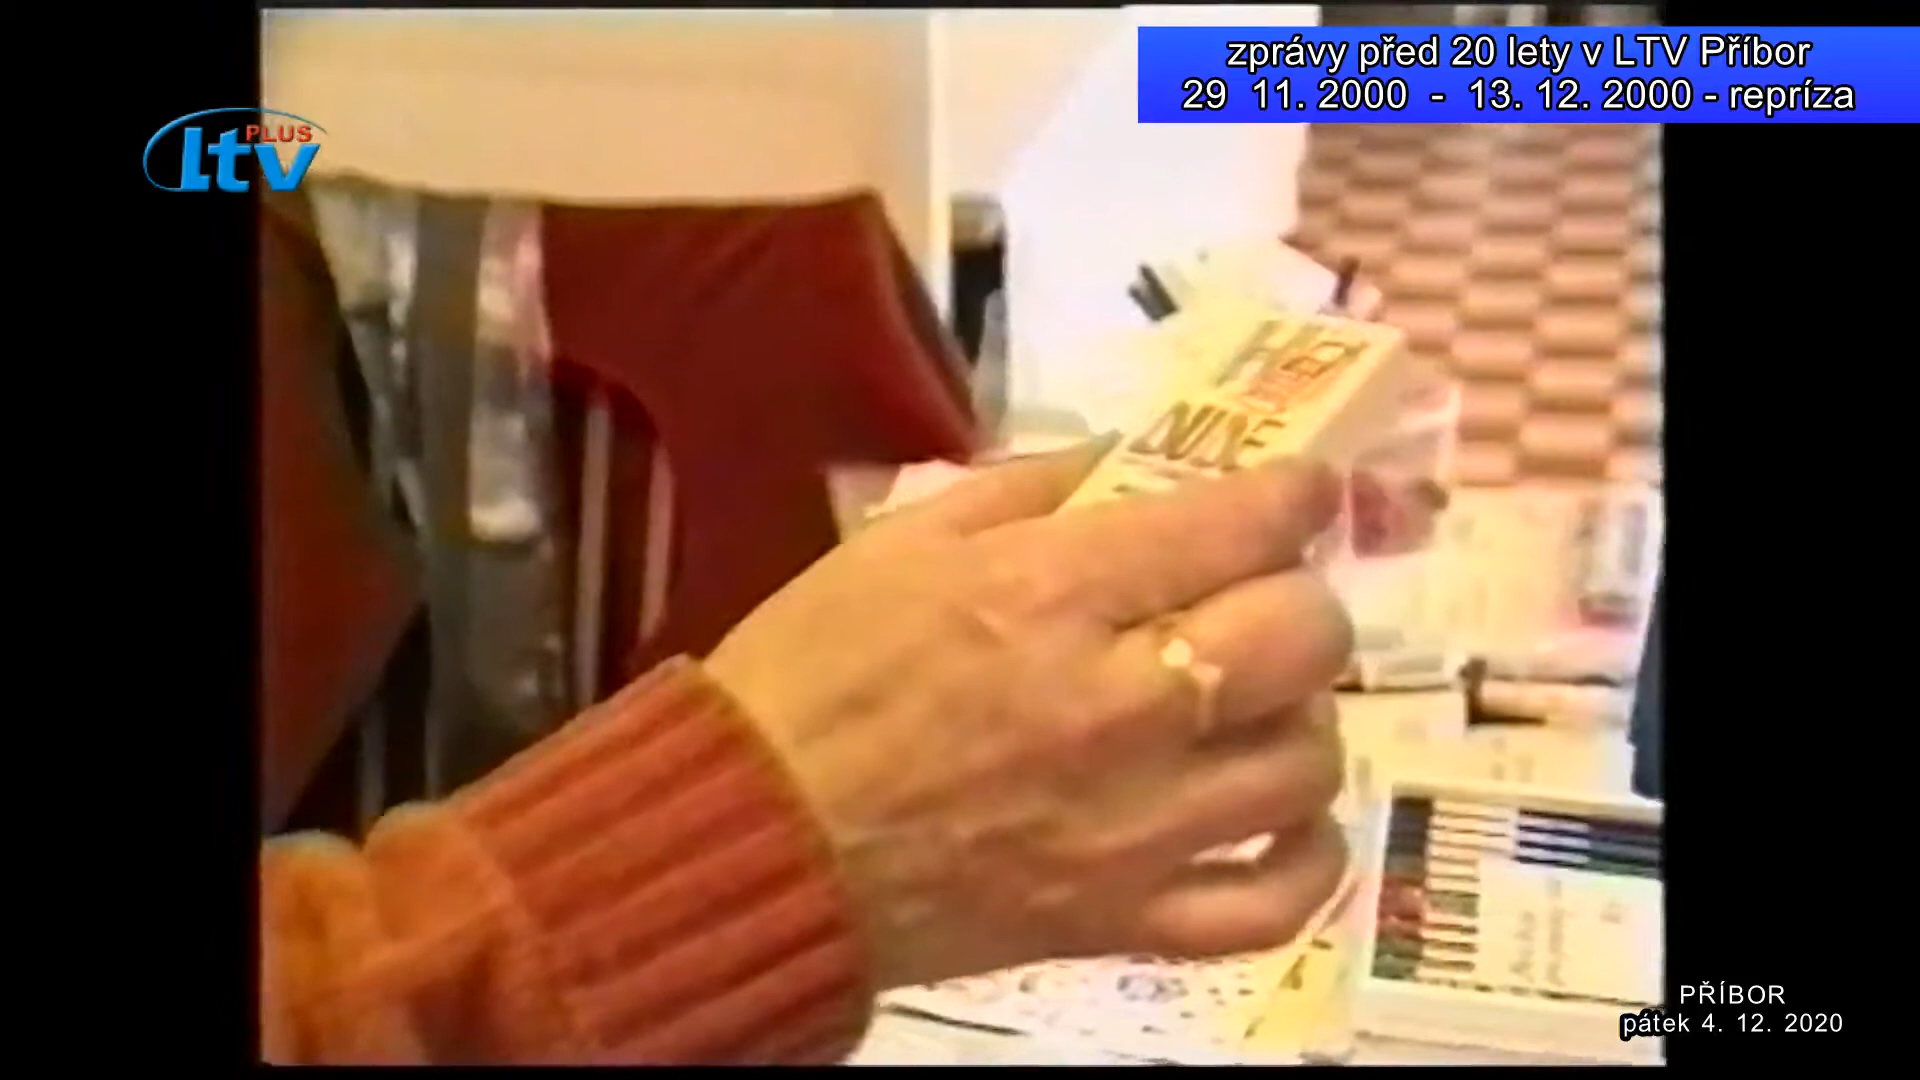 zprávy před 20 lety v LTV Příbor
29 11. 2000 - 13. 12. 2000 - repríza
ltv PLUS
PŘÍBOR
pátek 4. 12. 2020